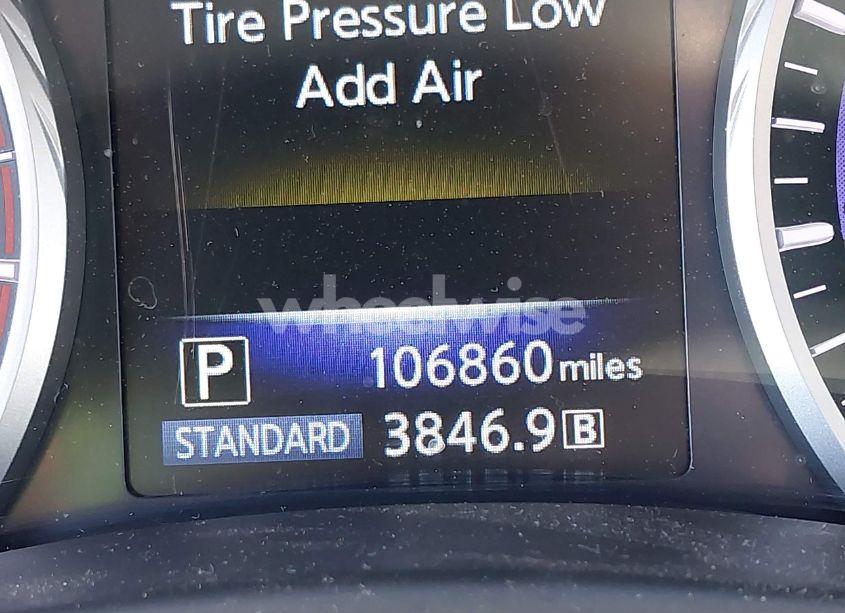 Tire Pressure Low
Add Air
wheelwise
P 106860 miles
STANDARD 3846.9 B